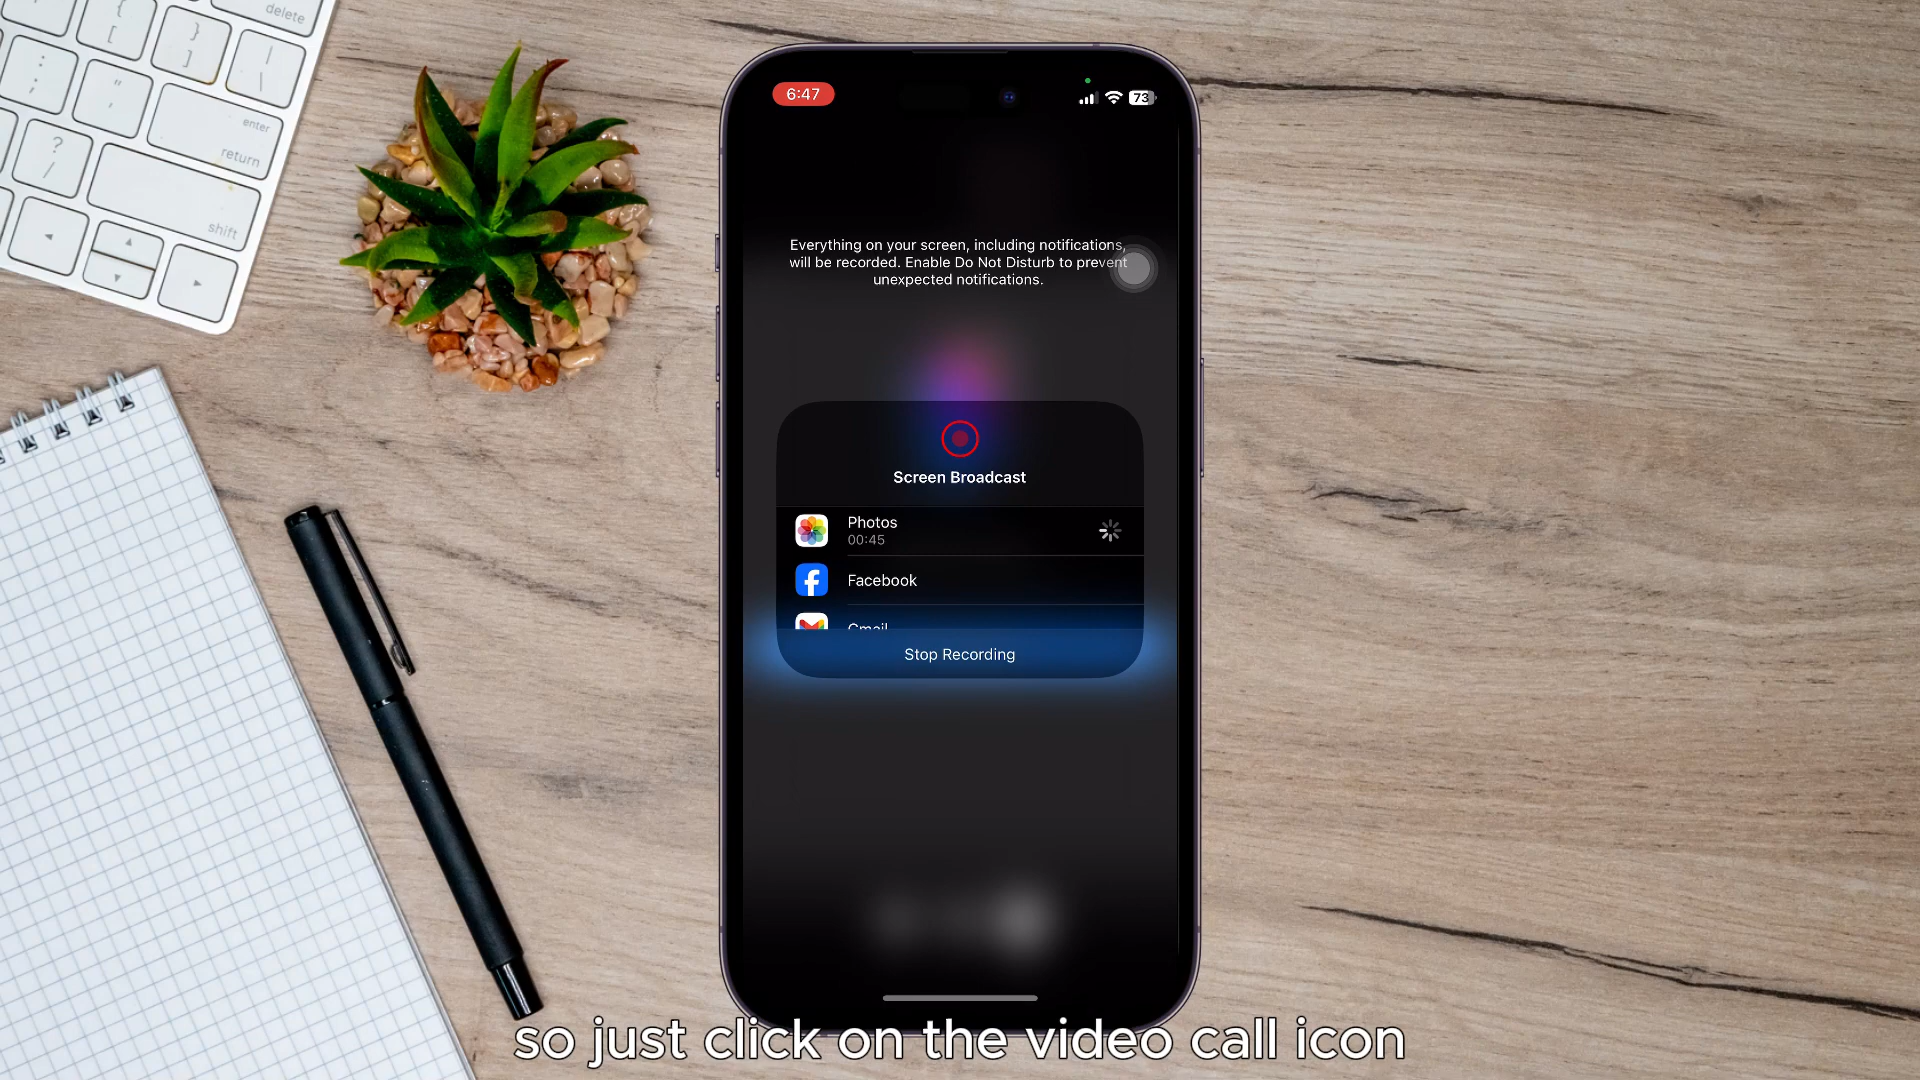 delete
{
[
}
]
|
\
:
;
"
,
enter
return
?
/
shift
6:47
73
Everything on your screen, including notifications,
will be recorded. Enable Do Not Disturb to prevent
unexpected notifications.
Screen Broadcast
Photos
00:45
Facebook
Gmail
Stop Recording
so just click on the video call icon